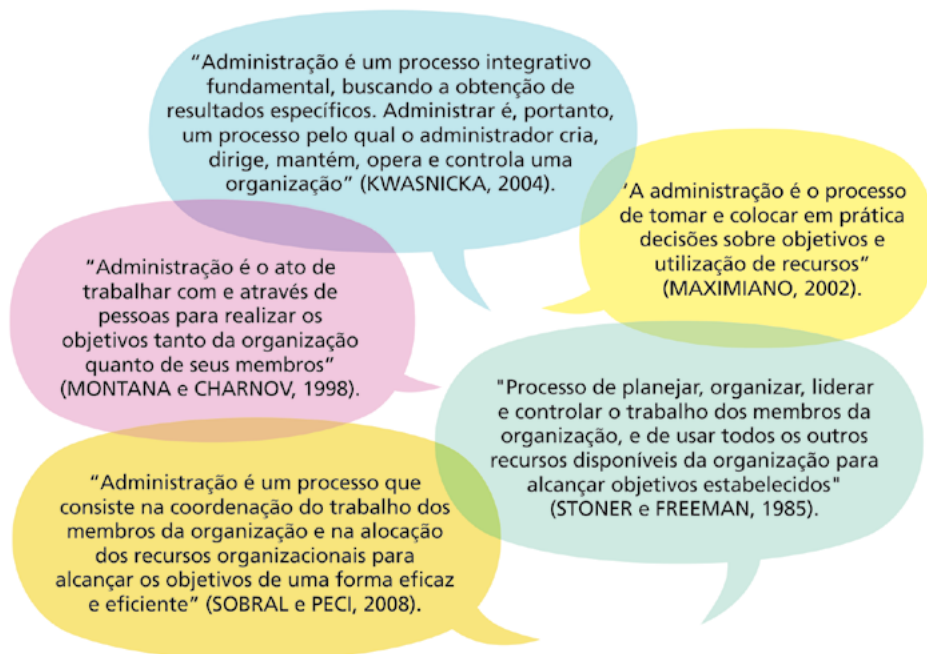 “Administração é um processo integrativo
fundamental, buscando a obtenção de
resultados específicos. Administrar é, portanto,
um processo pelo qual o administrador cria,
dirige, mantém, opera e controla uma
organização” (KWASNICKA, 2004).
“A administração é o processo
de tomar e colocar em prática
decisões sobre objetivos e
utilização de recursos”
(MAXIMIANO, 2002).
“Administração é o ato de
trabalhar com e através de
pessoas para realizar os
objetivos tanto da organização
quanto de seus membros”
(MONTANA e CHARNOV, 1998).
"Processo de planejar, organizar, liderar
e controlar o trabalho dos membros da
organização, e de usar todos os outros
recursos disponíveis da organização para
alcançar objetivos estabelecidos"
(STONER e FREEMAN, 1985).
“Administração é um processo que
consiste na coordenação do trabalho dos
membros da organização e na alocação
dos recursos organizacionais para
alcançar os objetivos de uma forma eficaz
e eficiente” (SOBRAL e PECI, 2008).